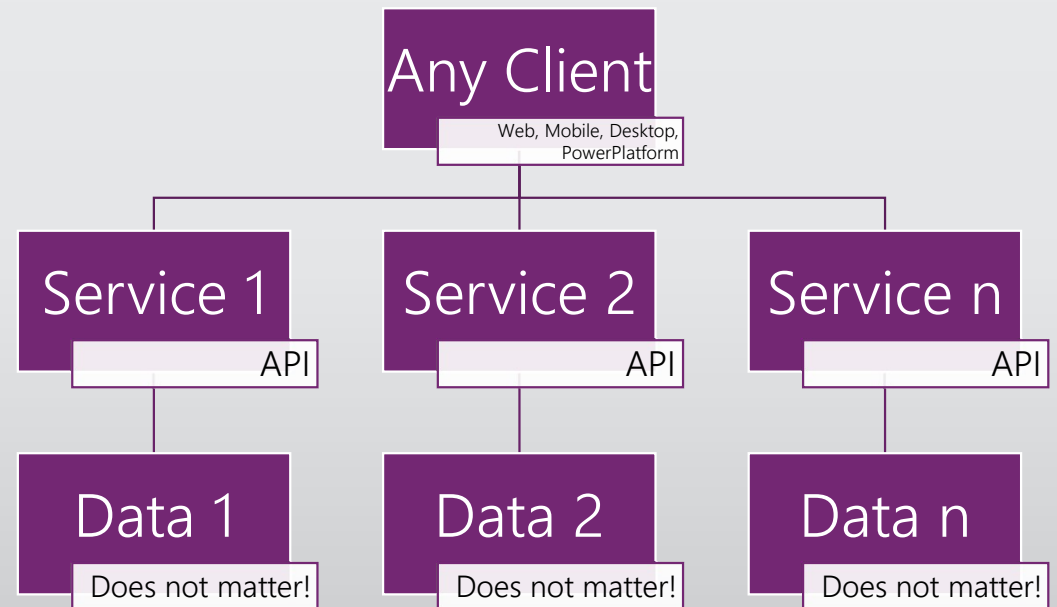 Any Client
Web, Mobile, Desktop,
PowerPlatform
Service 1
API
Service 2
API
Service n
API
Data 1
Does not matter!
Data 2
Does not matter!
Data n
Does not matter!